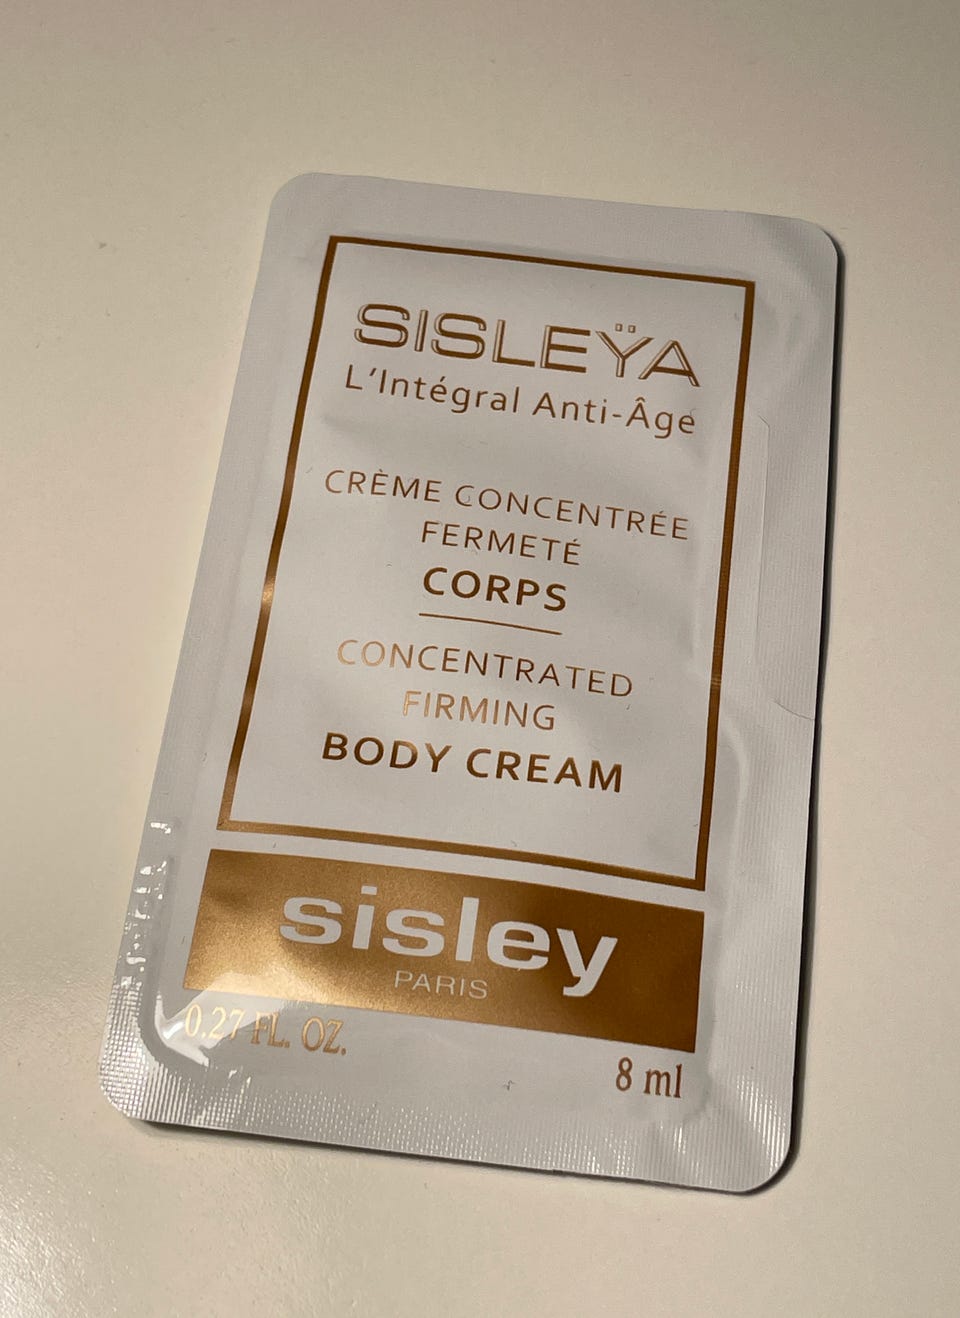 SISLEŸA
L'Intégral Anti-Âge
CRÈME CONCENTRÉE
FERMETÉ
CORPS
CONCENTRATED
FIRMING
BODY CREAM
sisley
PARIS
0.27 FL. OZ.
8 ml